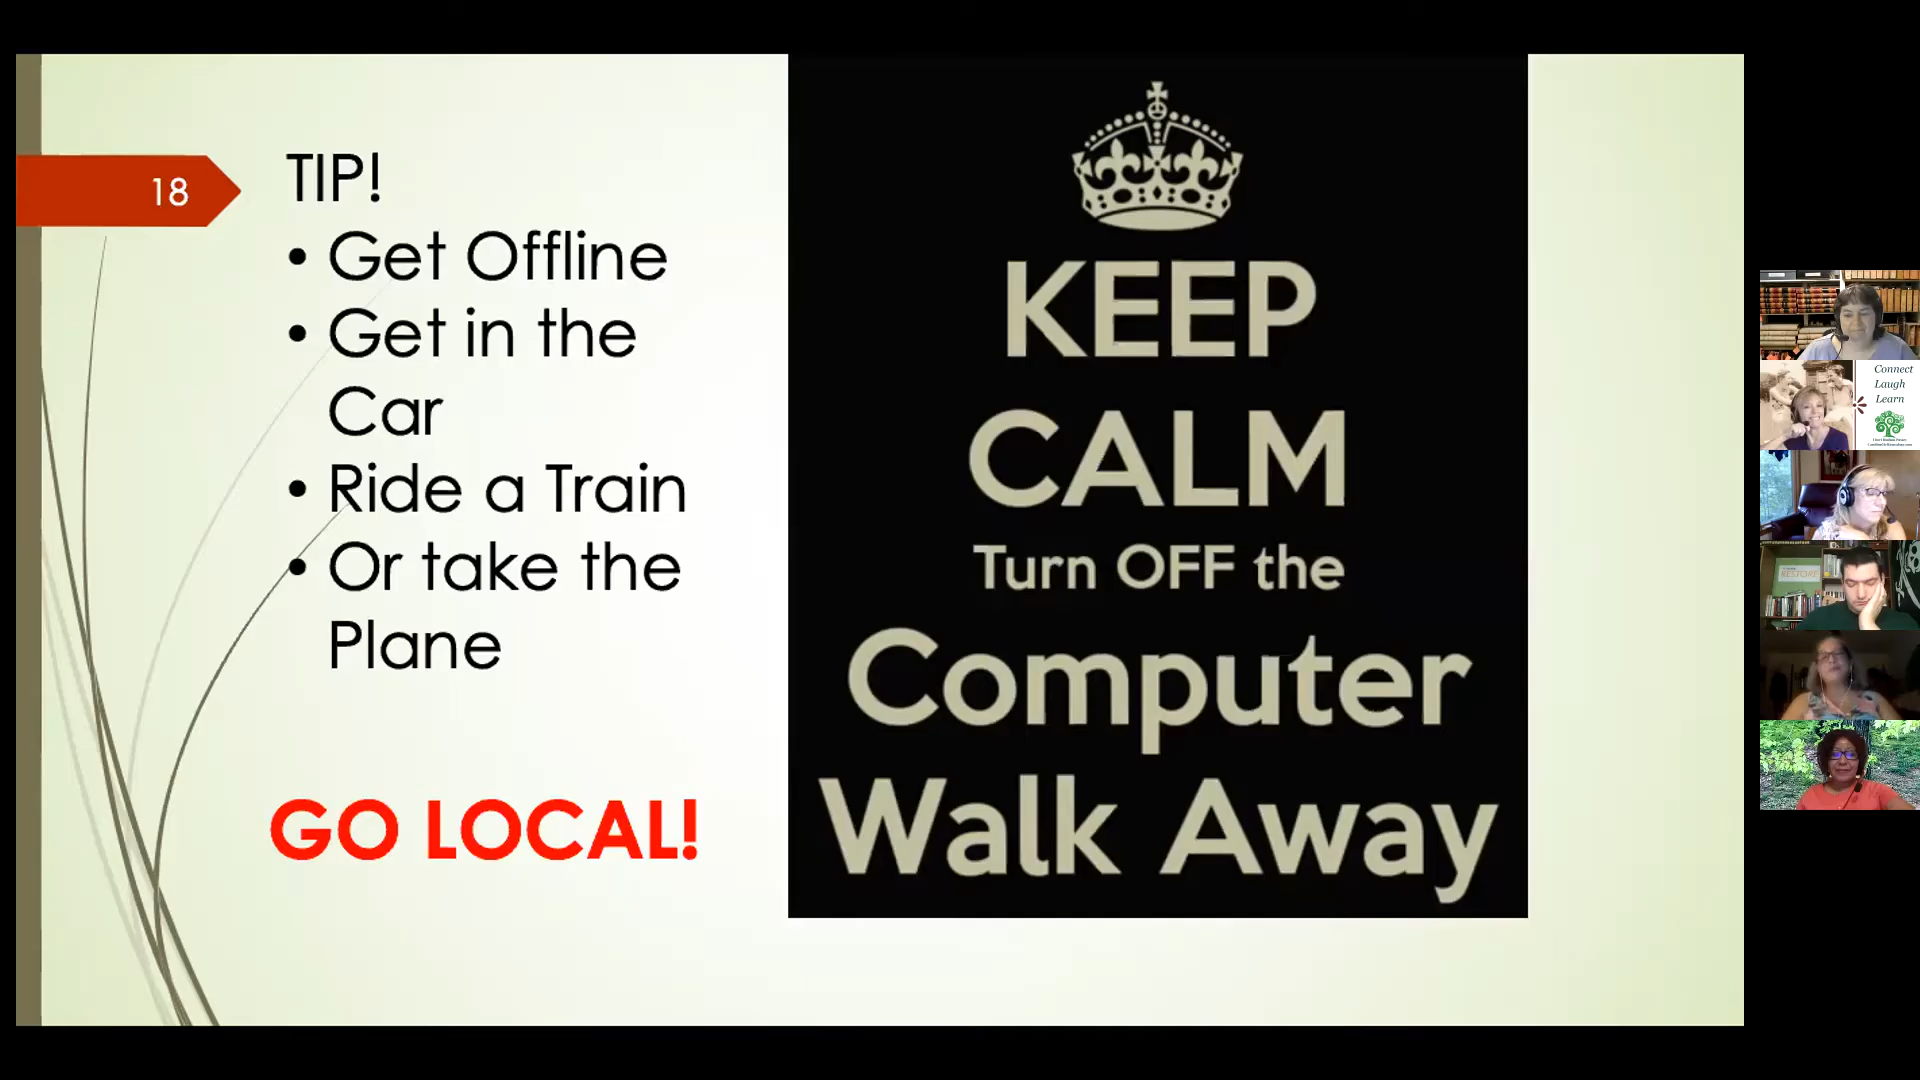 18
TIP!
• Get Offline
• Get in the
Car
• Ride a Train
• Or take the
Plane
GO LOCAL!
KEEP
CALM
Turn OFF the
Computer
Walk Away
Connect
Laugh
Learn
RESTORE